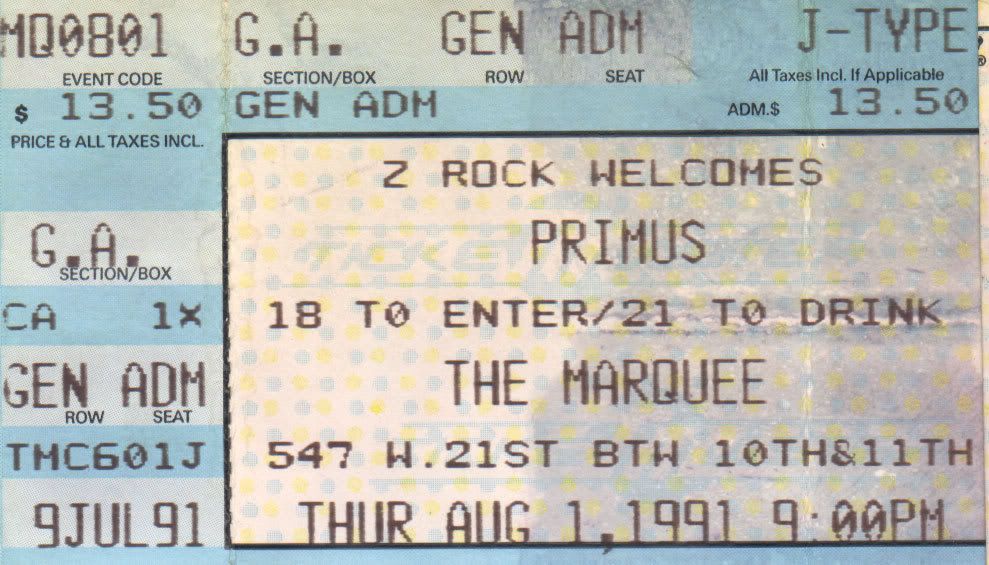 MQ0801 G.A. GEN ADM J-TYPE
EVENT CODE SECTION/BOX ROW SEAT All Taxes Incl. If Applicable
$ 13.50 GEN ADM ADM.$ 13.50
PRICE & ALL TAXES INCL.
Z ROCK WELCOMES
PRIMUS
G.A.
SECTION/BOX
CA 1X 18 TO ENTER/21 TO DRINK
GEN ADM THE MARQUEE
ROW SEAT
TMC601J 547 W.21ST BTW 10TH&11TH
9JUL91 THUR AUG 1,1991 9:00PM